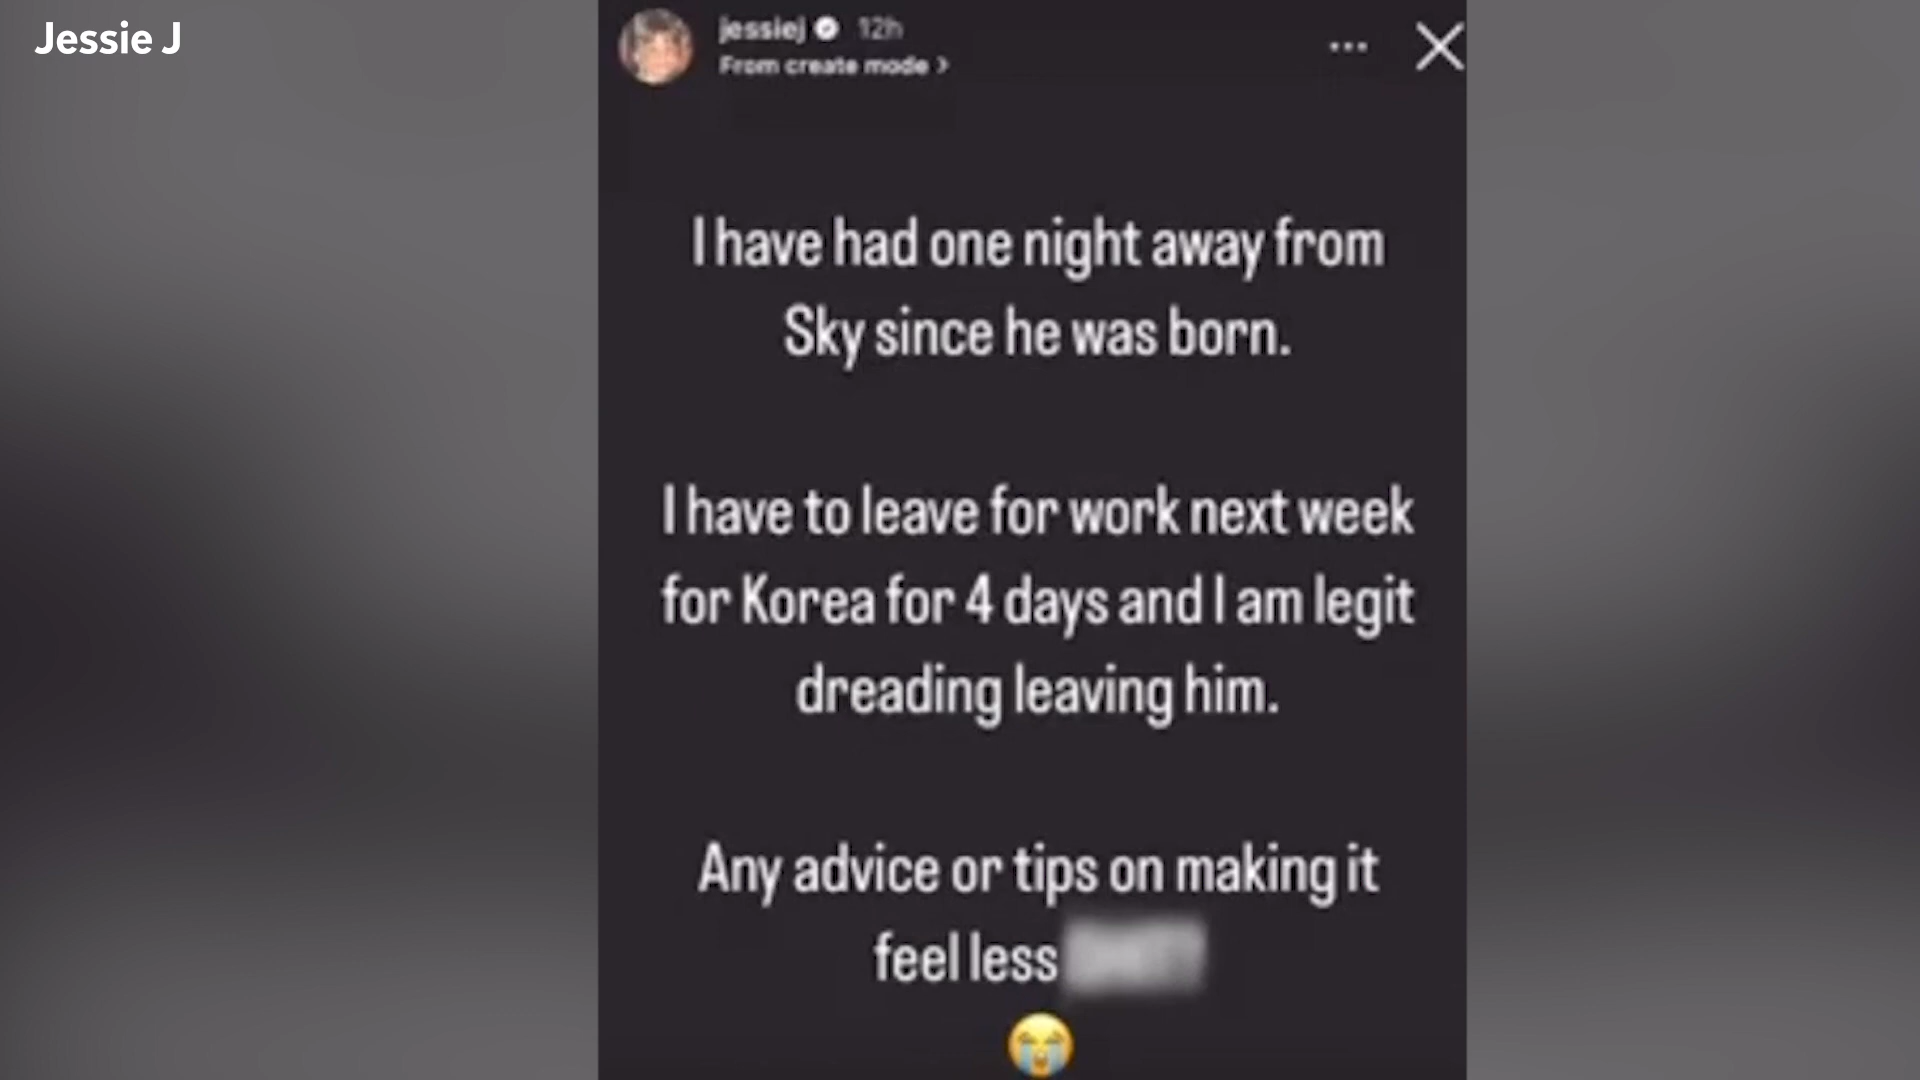 Jessie J
jessiej 12h
From create mode >
I have had one night away from
Sky since he was born.
I have to leave for work next week
for Korea for 4 days and I am legit
dreading leaving him.
Any advice or tips on making it
feel less